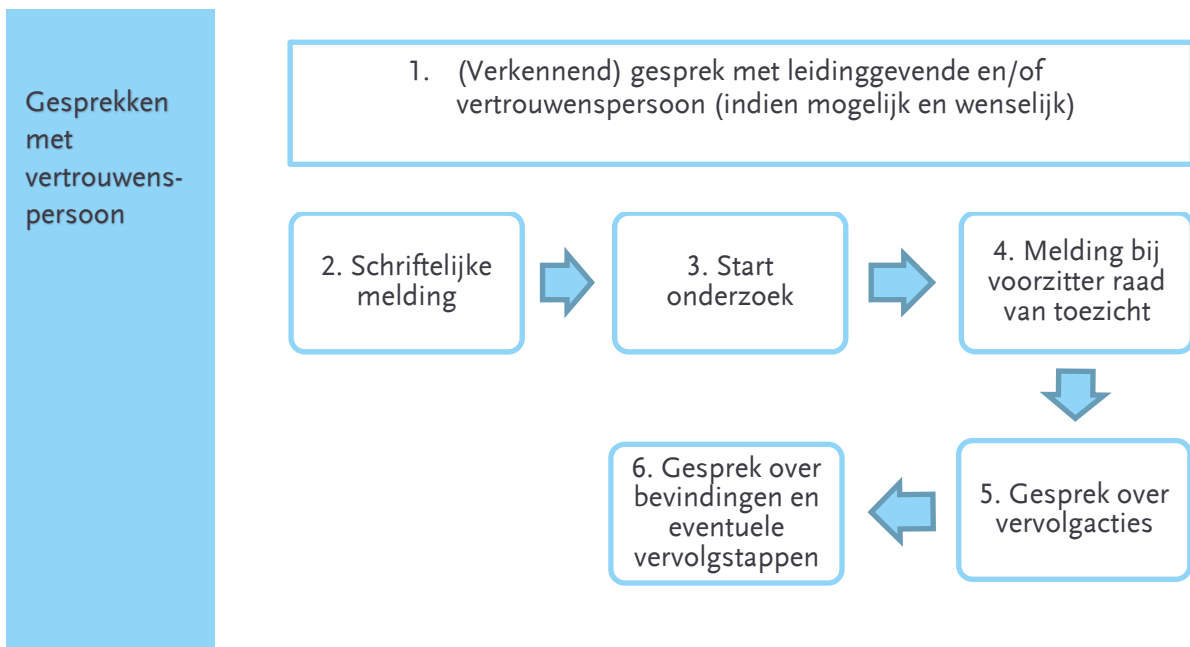 Gesprekken
met
vertrouwens-
persoon
1. (Verkennend) gesprek met leidinggevende en/of
vertrouwenspersoon (indien mogelijk en wenselijk)
2. Schriftelijke
melding
3. Start
onderzoek
4. Melding bij
voorzitter raad
van toezicht
5. Gesprek over
vervolgacties
6. Gesprek over
bevindingen en
eventuele
vervolgstappen